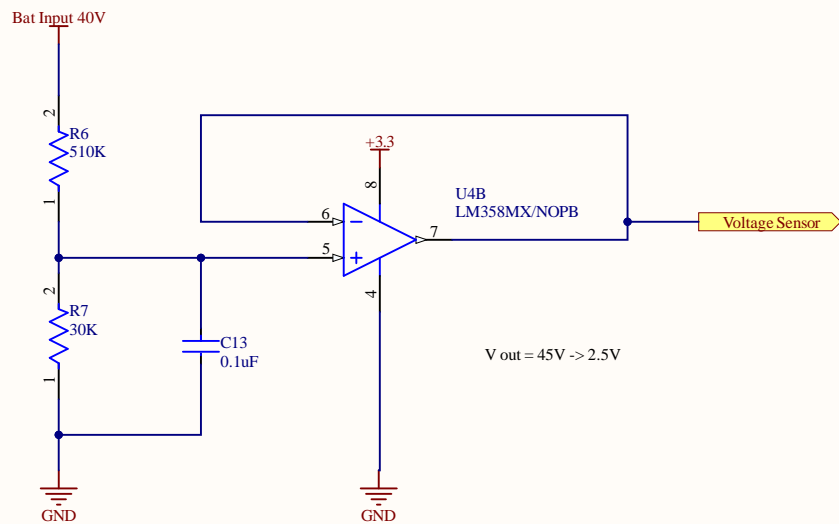 Bat Input 40V
2
R6
510K
1
+3.3
8
U4B
LM358MX/NOPB
6
7
Voltage Sensor
5
4
2
R7
30K
1
C13
0.1uF
V out = 45V -> 2.5V
GND
GND